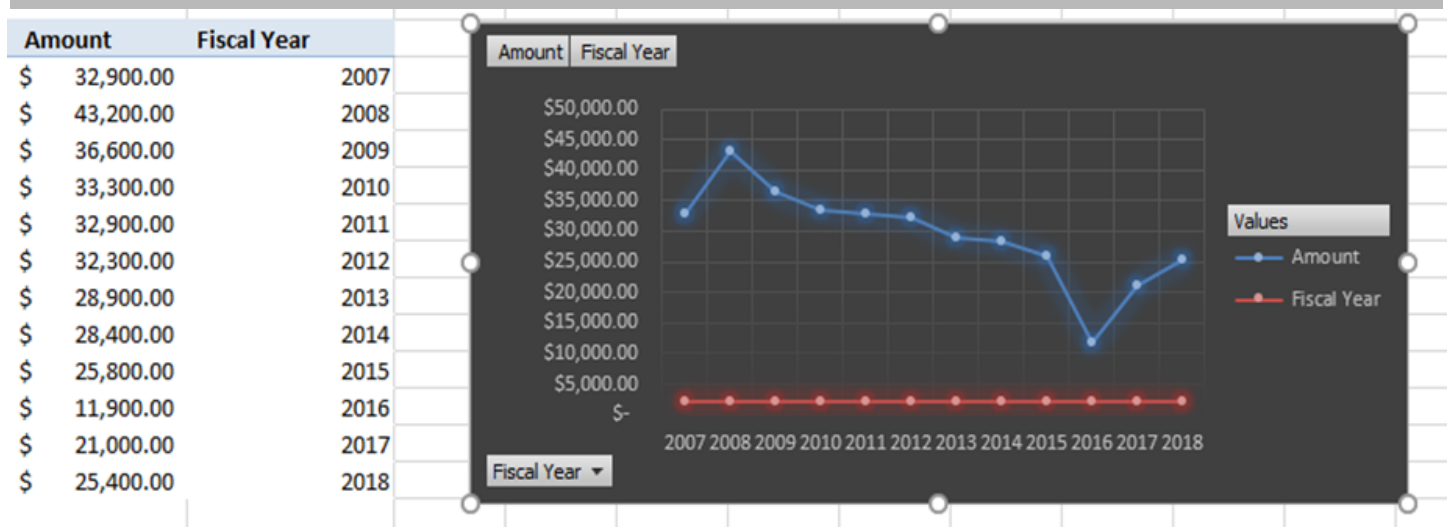 Amount Fiscal Year
$ 32,900.00 2007
$ 43,200.00 2008
$ 36,600.00 2009
$ 33,300.00 2010
$ 32,900.00 2011
$ 32,300.00 2012
$ 28,900.00 2013
$ 28,400.00 2014
$ 25,800.00 2015
$ 11,900.00 2016
$ 21,000.00 2017
$ 25,400.00 2018
Amount Fiscal Year
$50,000.00
$45,000.00
$40,000.00
$35,000.00
$30,000.00
$25,000.00
$20,000.00
$15,000.00
$10,000.00
$5,000.00
$-
2007 2008 2009 2010 2011 2012 2013 2014 2015 2016 2017 2018
Values
Amount
Fiscal Year
Fiscal Year